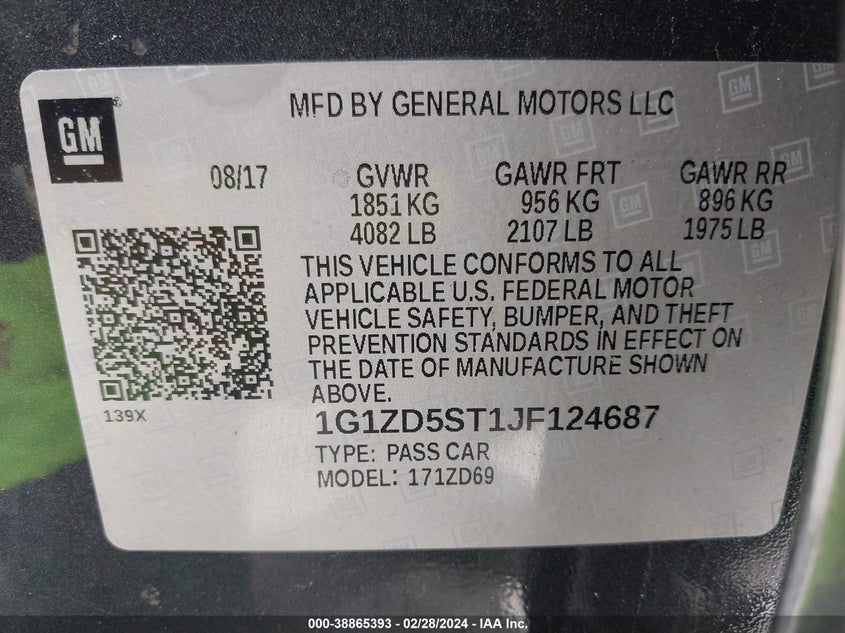 GM
MFD BY GENERAL MOTORS LLC
08/17 GVWR GAWR FRT GAWR RR
1851 KG 956 KG 896 KG
4082 LB 2107 LB 1975 LB
THIS VEHICLE CONFORMS TO ALL
APPLICABLE U.S. FEDERAL MOTOR
VEHICLE SAFETY, BUMPER, AND THEFT
PREVENTION STANDARDS IN EFFECT ON
THE DATE OF MANUFACTURE SHOWN
ABOVE.
139X
1G1ZD5ST1JF124687
TYPE: PASS CAR
MODEL: 171ZD69
000-38865393 - 02/28/2024 - IAA Inc.